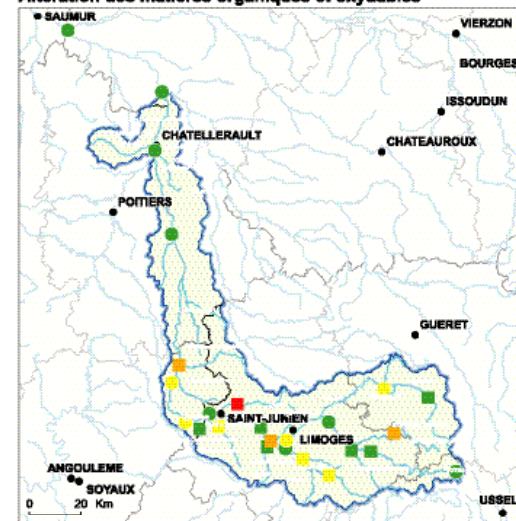 SAUMUR
VIERZON
BOURGES
ISSOUDUN
CHATELLERAULT
CHATEAUROUX
POITIERS
GUERET
SAINT-JUNIEN
LIMOGES
ANGOULEME
SOYAUX
0 20 Km
USSEL